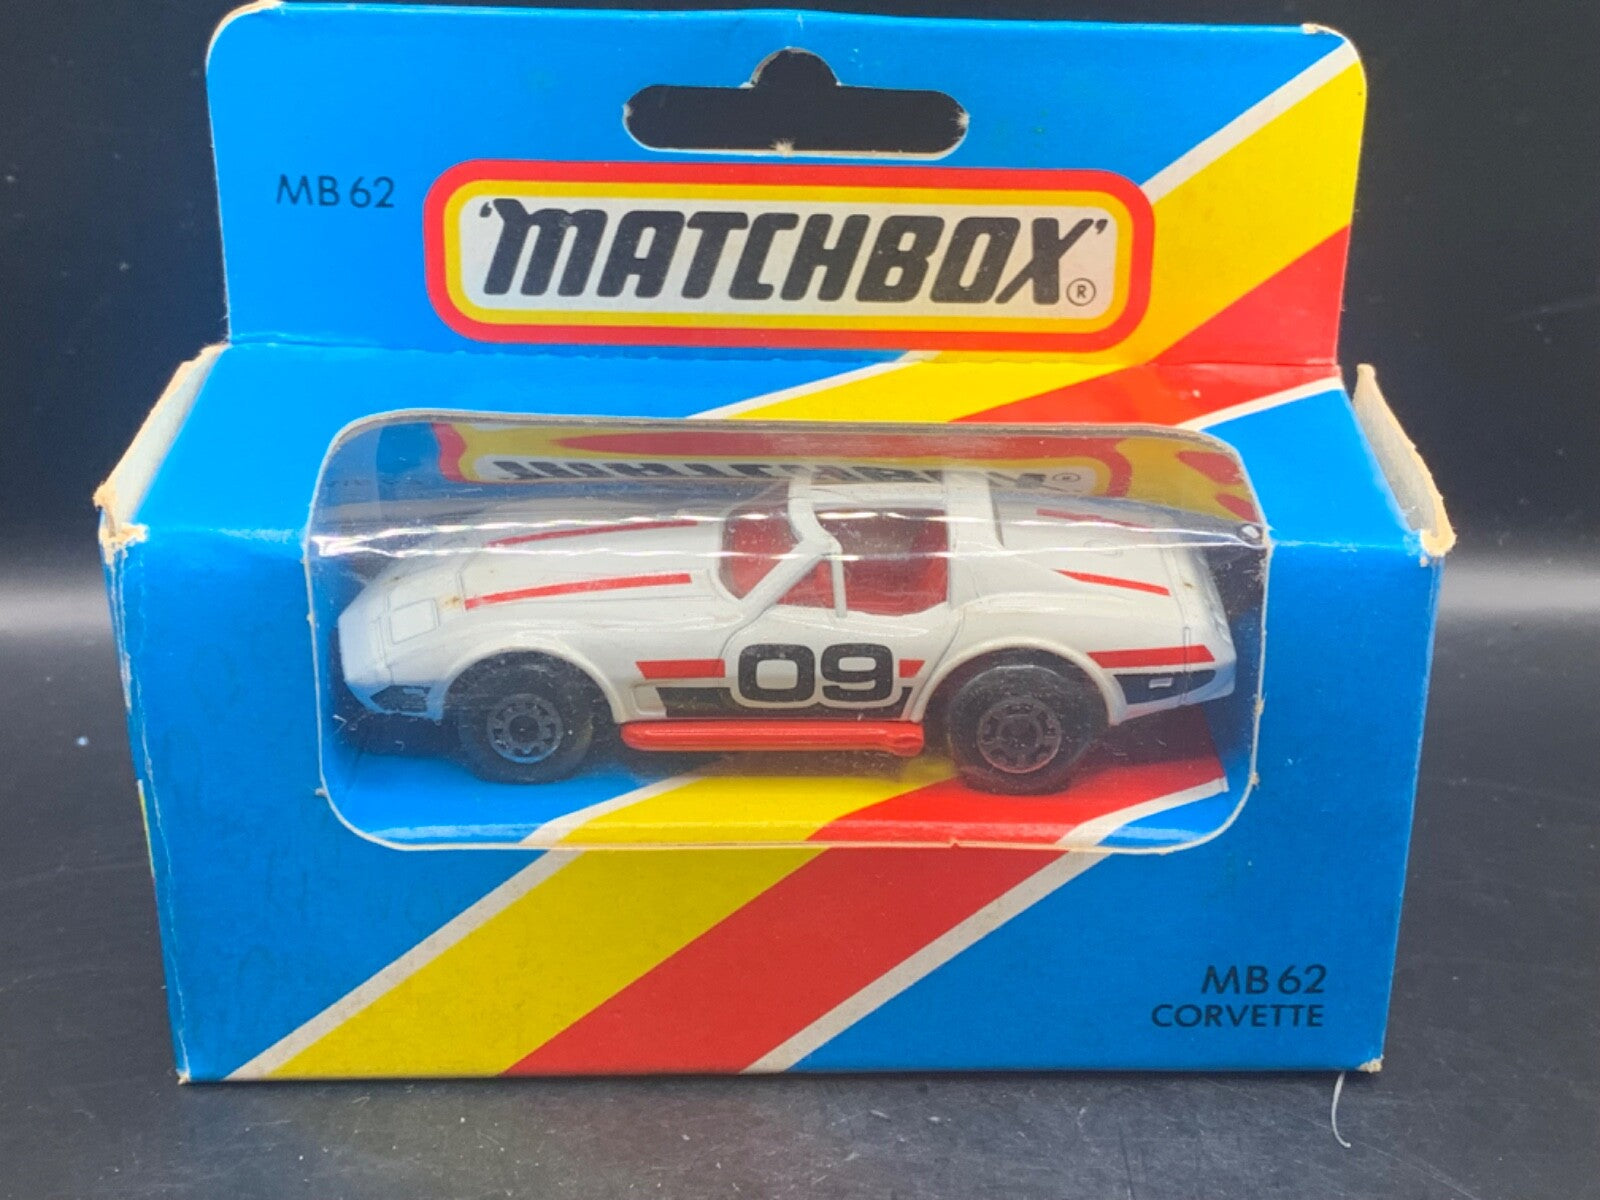 MB 62
'MATCHBOX'®
09
MB 62
CORVETTE